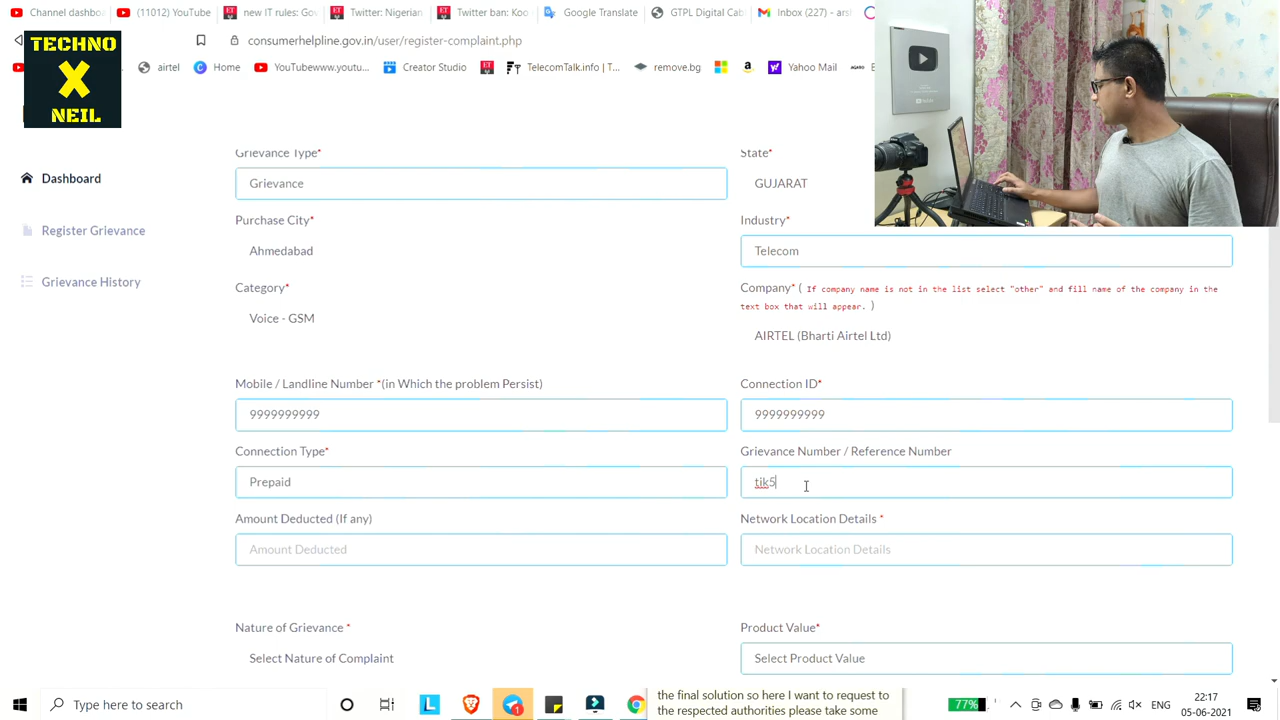 Channel dashboa
(11012) YouTube
new IT rules: Gov
Twitter: Nigerian
Twitter ban: Koo
Google Translate
GTPL Digital Cab
Inbox (227) - arsh
TECHNO
X
NEIL
consumerhelpline.gov.in/user/register-complaint.php
airtel
Home
YouTubewww.youtu...
Creator Studio
TelecomTalk.info | T...
remove.bg
Yahoo Mail
Dashboard
Register Grievance
Grievance History
Grievance Type*
Grievance
State*
GUJARAT
Purchase City*
Ahmedabad
Industry*
Telecom
Category*
Voice - GSM
Company* ( If company name is not in the list select "other" and fill name of the company in the
text box that will appear. )
AIRTEL (Bharti Airtel Ltd)
Mobile / Landline Number *(in Which the problem Persist)
9999999999
Connection ID*
9999999999
Connection Type*
Prepaid
Grievance Number / Reference Number
tik5
Amount Deducted (If any)
Amount Deducted
Network Location Details *
Network Location Details
Nature of Grievance *
Select Nature of Complaint
Product Value*
Select Product Value
Type here to search
the final solution so here I want to request to
the respected authorities please take some
77%
ENG
22:17
05-06-2021